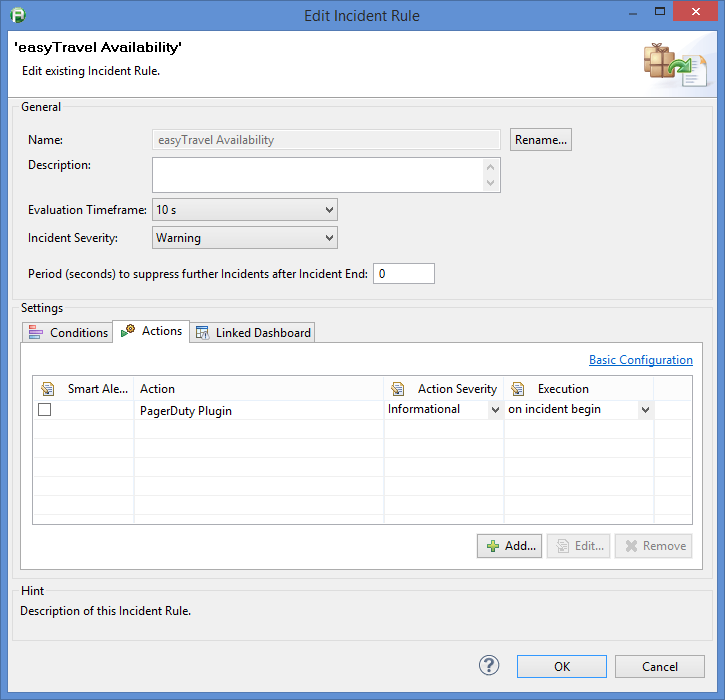 Edit Incident Rule
'easyTravel Availability'
Edit existing Incident Rule.
General
Name: easyTravel Availability Rename...
Description:
Evaluation Timeframe: 10 s
Incident Severity: Warning
Period (seconds) to suppress further Incidents after Incident End: 0
Settings
Conditions Actions Linked Dashboard
Basic Configuration
Smart Ale... Action Action Severity Execution
PagerDuty Plugin Informational on incident begin
Add... Edit... Remove
Hint
Description of this Incident Rule.
? OK Cancel